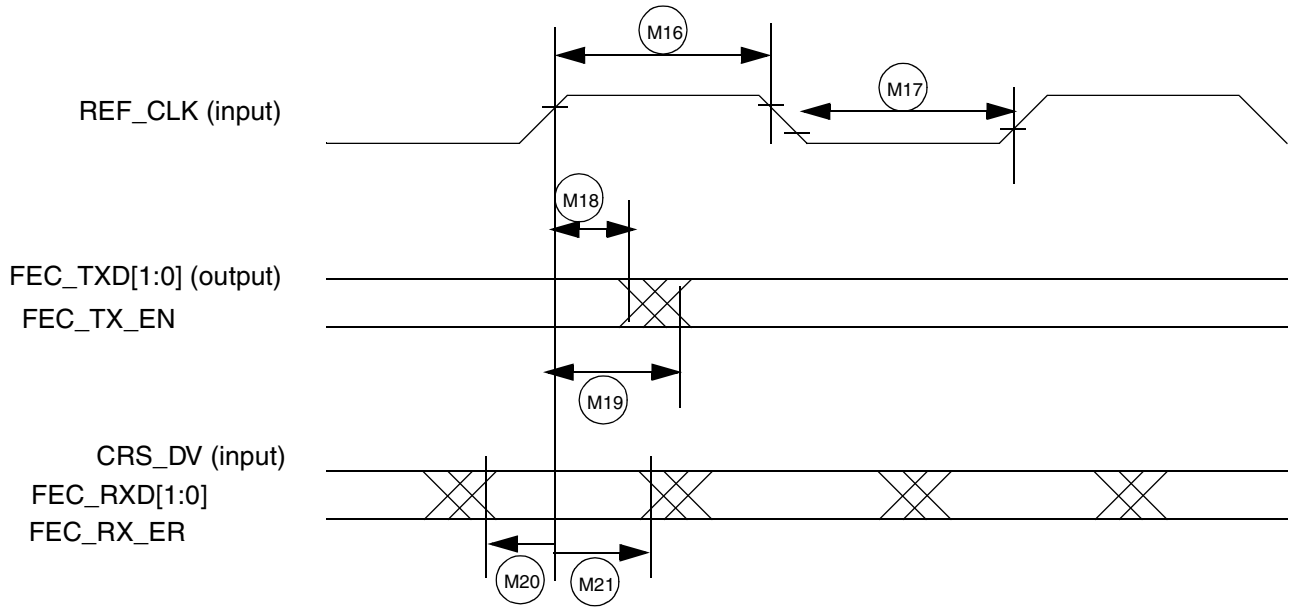 M16
REF_CLK (input)
M17
M18
FEC_TXD[1:0] (output)
FEC_TX_EN
M19
CRS_DV (input)
FEC_RXD[1:0]
FEC_RX_ER
M20
M21